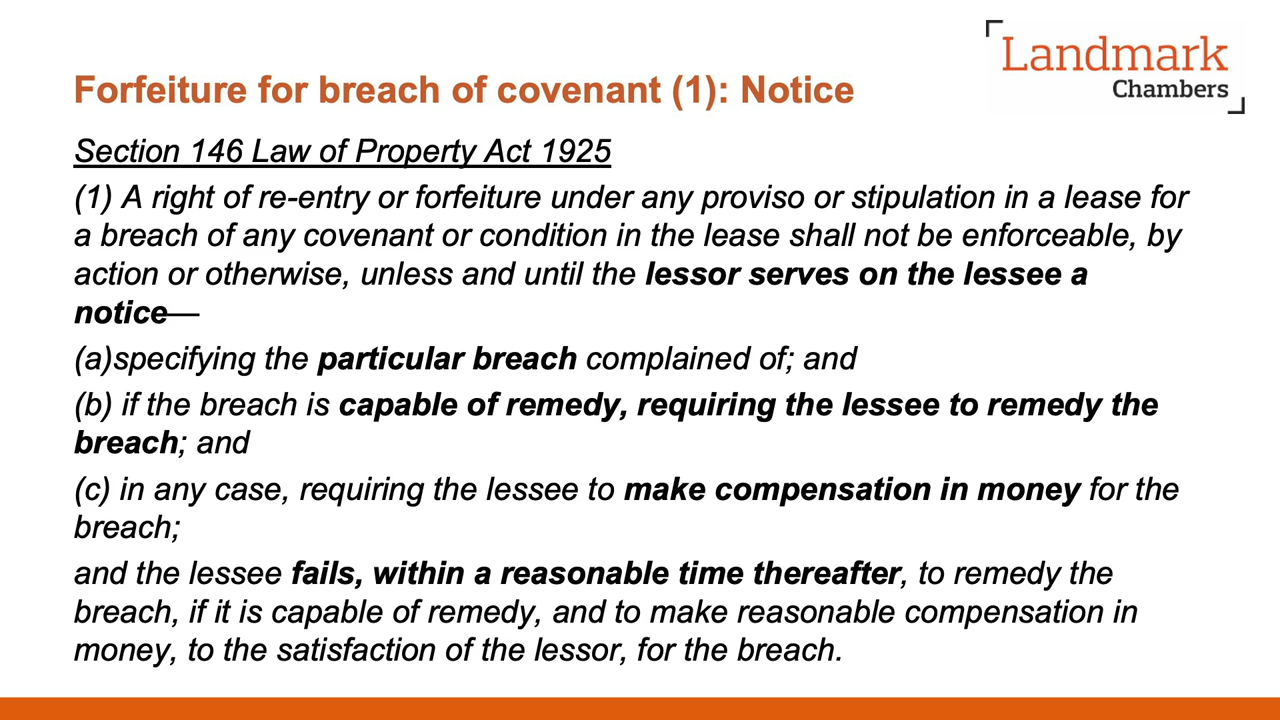 Landmark
Chambers
Forfeiture for breach of covenant (1): Notice
Section 146 Law of Property Act 1925
(1) A right of re-entry or forfeiture under any proviso or stipulation in a lease for
a breach of any covenant or condition in the lease shall not be enforceable, by
action or otherwise, unless and until the lessor serves on the lessee a
notice—
(a)specifying the particular breach complained of; and
(b) if the breach is capable of remedy, requiring the lessee to remedy the
breach; and
(c) in any case, requiring the lessee to make compensation in money for the
breach;
and the lessee fails, within a reasonable time thereafter, to remedy the
breach, if it is capable of remedy, and to make reasonable compensation in
money, to the satisfaction of the lessor, for the breach.